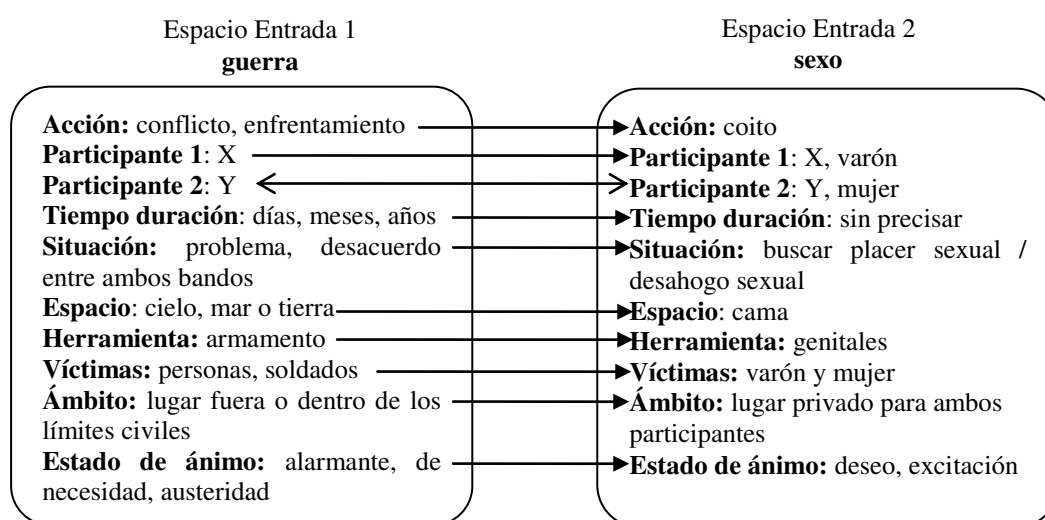 Espacio Entrada 1
guerra
Acción: conflicto, enfrentamiento
Participante 1: X
Participante 2: Y
Tiempo duración: días, meses, años
Situación: problema, desacuerdo
entre ambos bandos
Espacio: cielo, mar o tierra
Herramienta: armamento
Víctimas: personas, soldados
Ámbito: lugar fuera o dentro de los
límites civiles
Estado de ánimo: alarmante, de
necesidad, austeridad
Espacio Entrada 2
sexo
Acción: coito
Participante 1: X, varón
Participante 2: Y, mujer
Tiempo duración: sin precisar
Situación: buscar placer sexual /
desahogo sexual
Espacio: cama
Herramienta: genitales
Víctimas: varón y mujer
Ámbito: lugar privado para ambos
participantes
Estado de ánimo: deseo, excitación